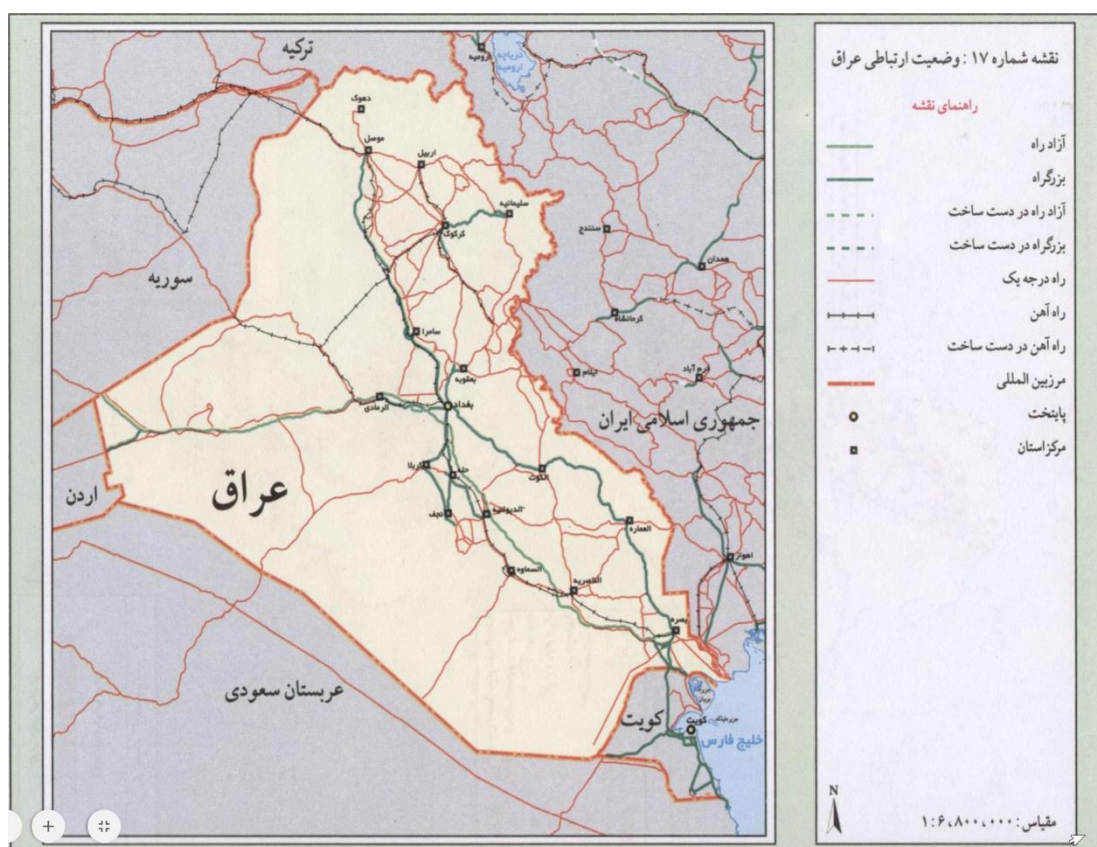 نقشه شماره ۱۷ : وضعیت ارتباطی عراق
راهنمای نقشه
آزاد راه
بزرگراه
آزاد راه در دست ساخت
بزرگراه در دست ساخت
راه درجه یک
راه آهن
راه آهن در دست ساخت
مرزبین المللی
پایتخت
مرکزاستان
N
مقیاس : ۱:۶،۸۰۰،۰۰۰
ترکیه
دریاچه
ارومیه
ارومیه
دهوک
موصل
اربیل
سلیمانیه
کرکوک
سنندج
همدان
سوریه
کرمانشاه
سامرا
بعقوبه
ایلام
خرم آباد
الرمادی
بغداد
جمهوری اسلامی ایران
کربلا
حله
الکوت
عراق
اردن
نجف
الدیوانیه
العماره
اهواز
السماوه
الناصریه
بصره
عربستان سعودی
کویت
کویت
خلیج فارس
+